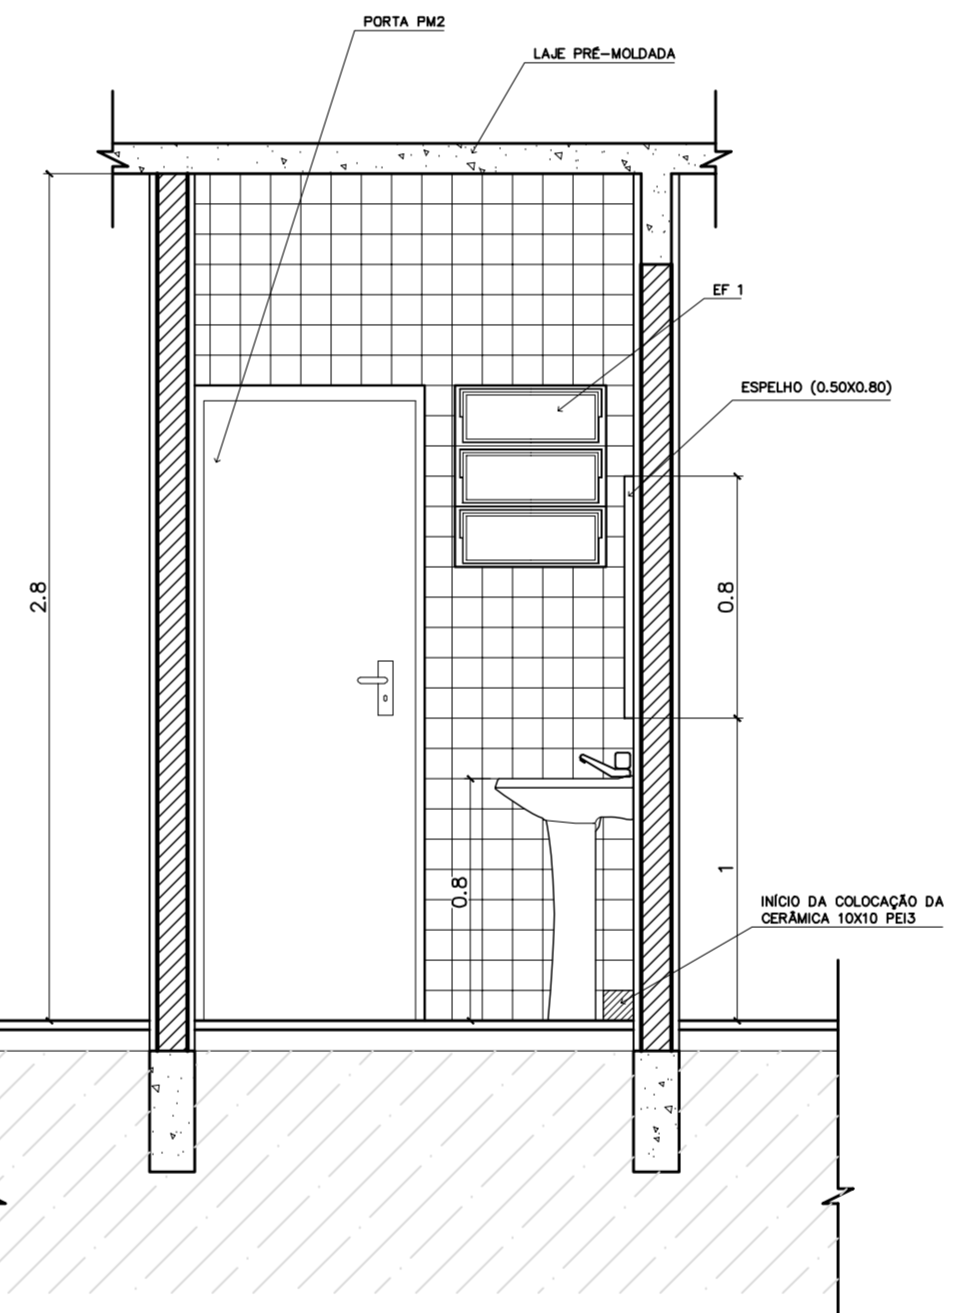 PORTA PM2
LAJE PRÉ-MOLDADA
EF 1
ESPELHO (0.50X0.80)
2.8
0.8
1
0.8
INÍCIO DA COLOCAÇÃO DA
CERÂMICA 10X10 PEI3